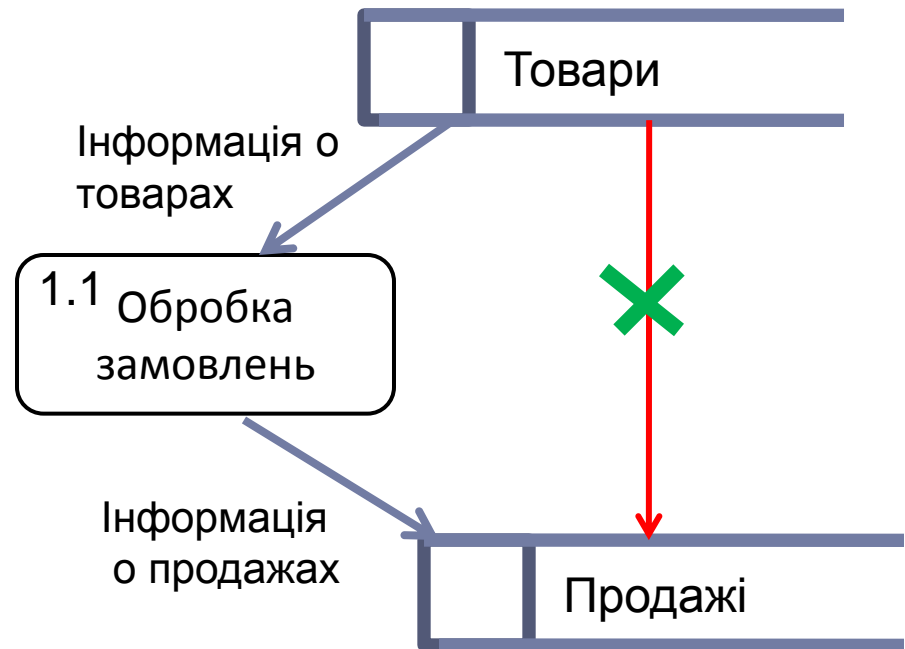 Товари
Інформація о
товарах
1.1 Обробка
замовлень
Інформація
о продажах
Продажі